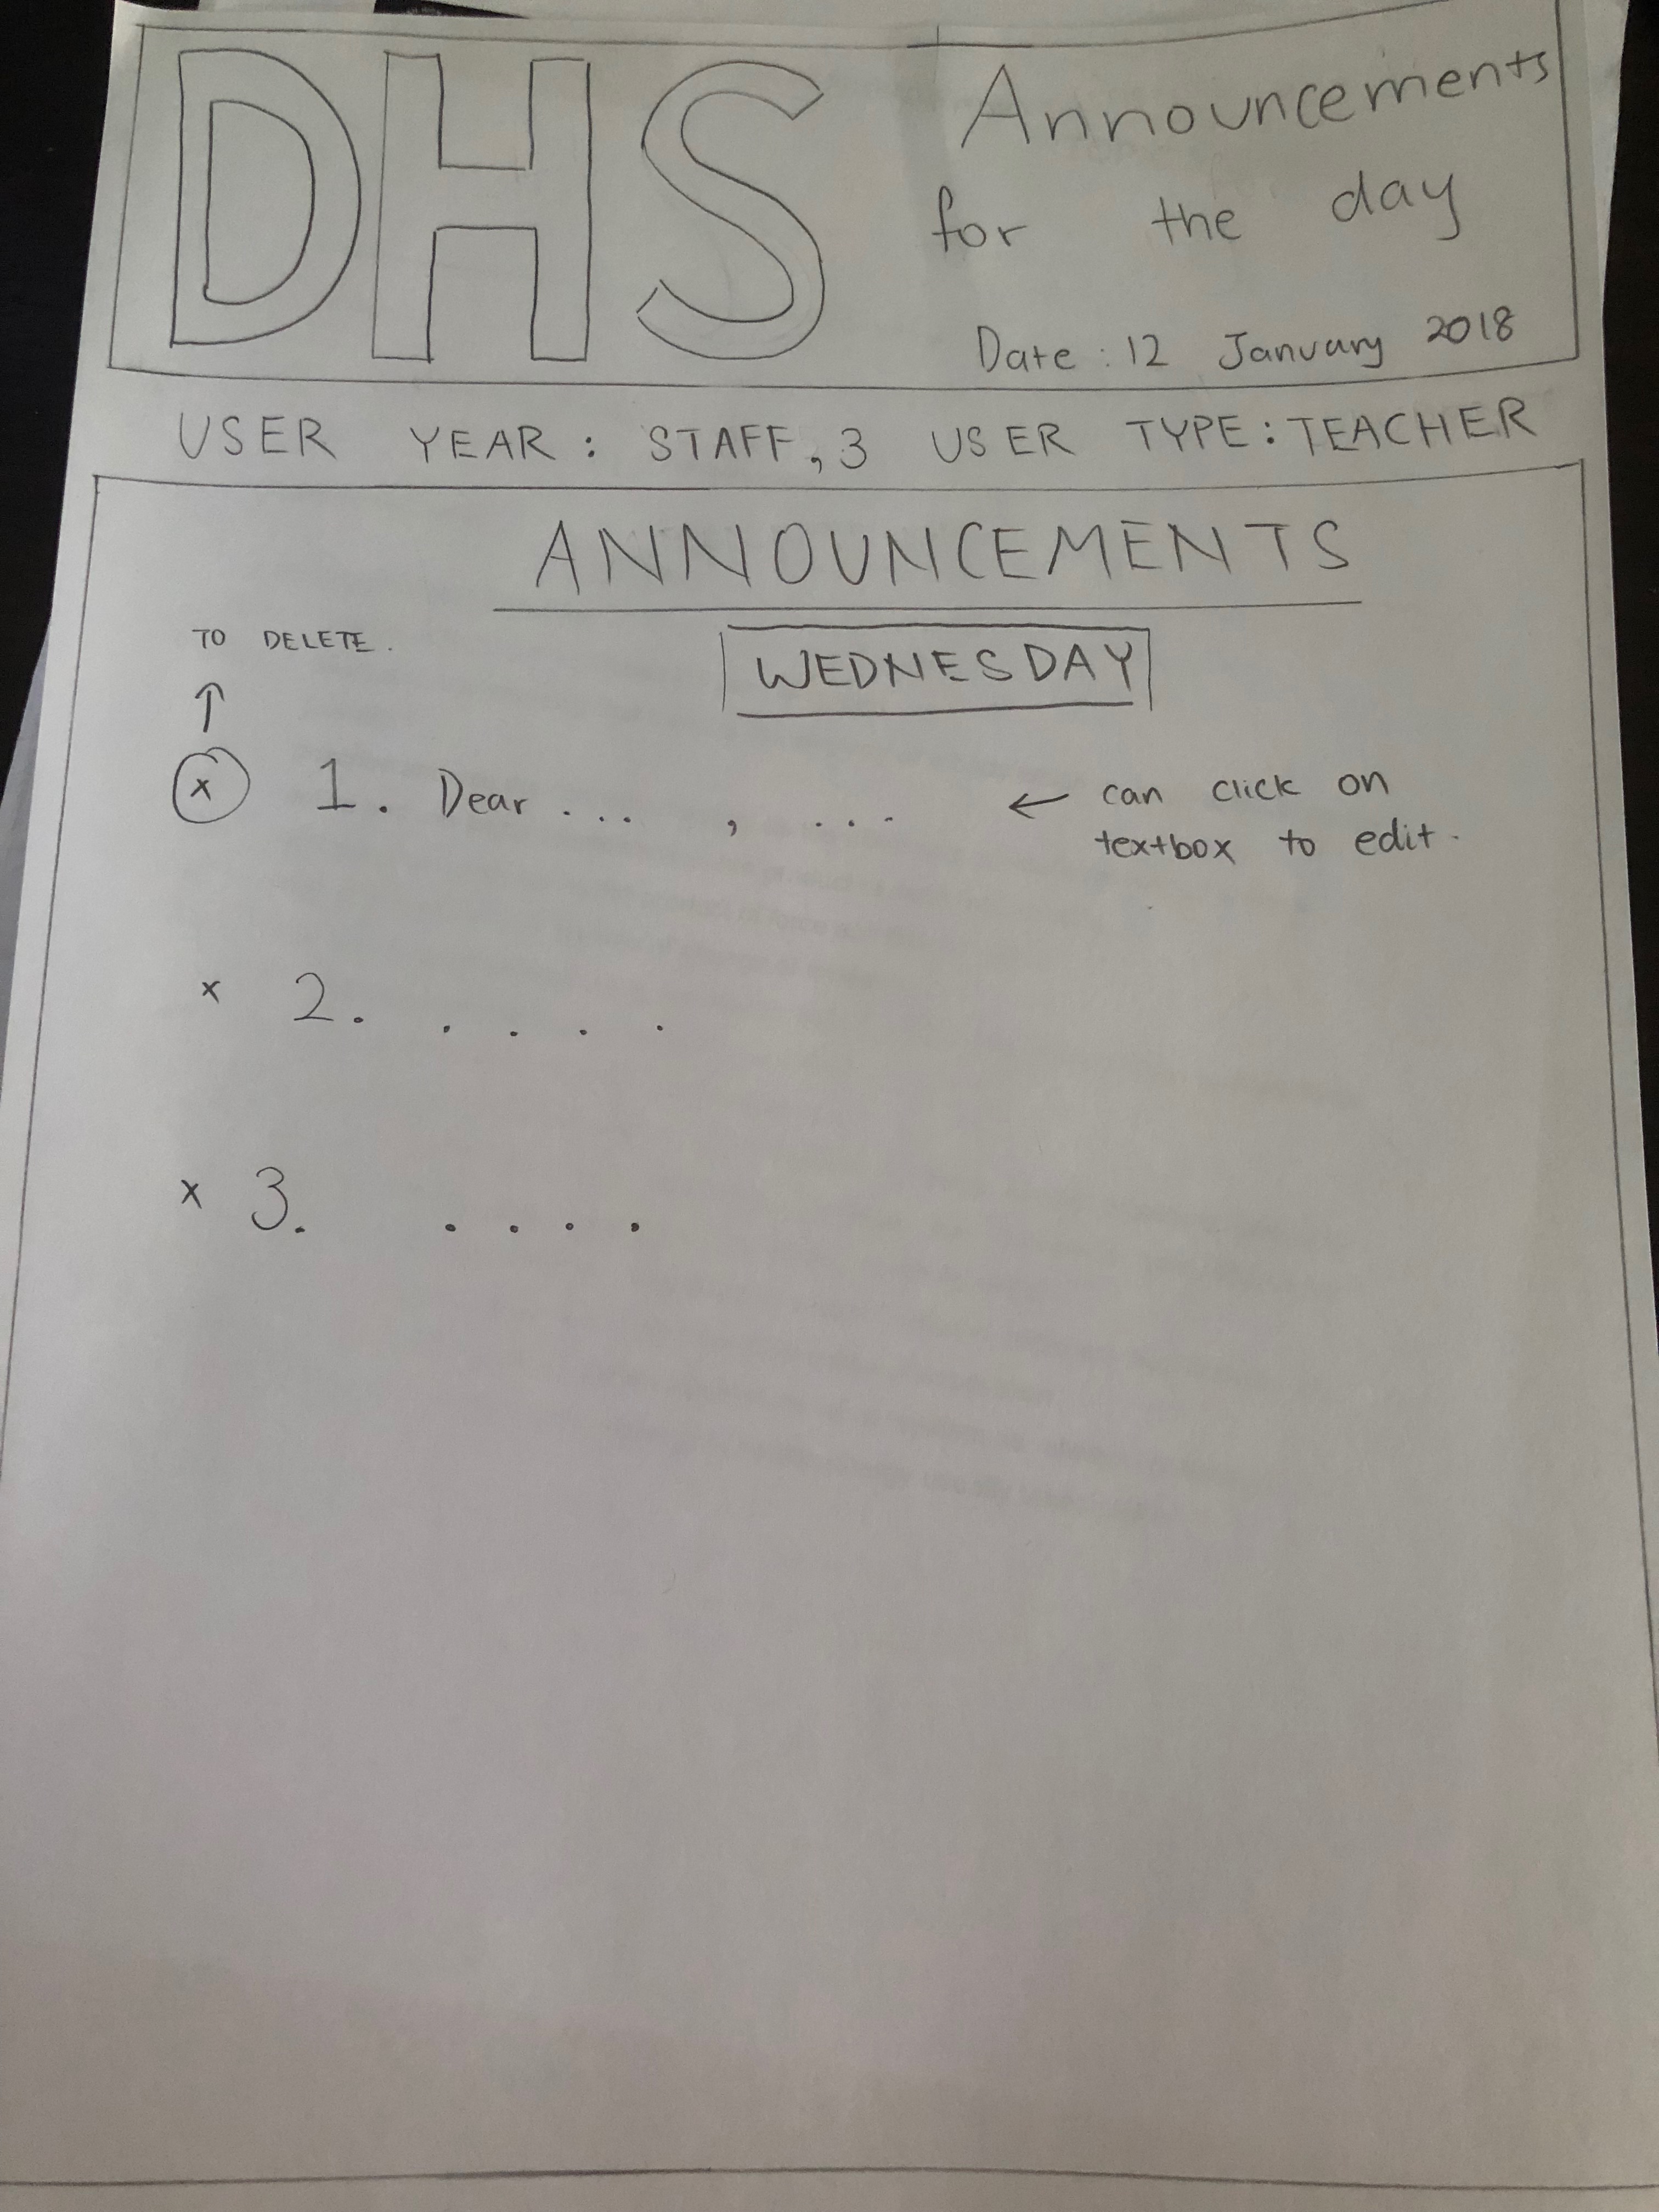 DHS
Announcements
for the day
Date : 12 January 2018
USER YEAR : STAFF, 3 USER TYPE : TEACHER
ANNOUNCEMENTS
TO DELETE.
WEDNESDAY
↑
x 1. Dear ... , ... ← can click on
textbox to edit.
x 2. . . . .
x 3. . . . .